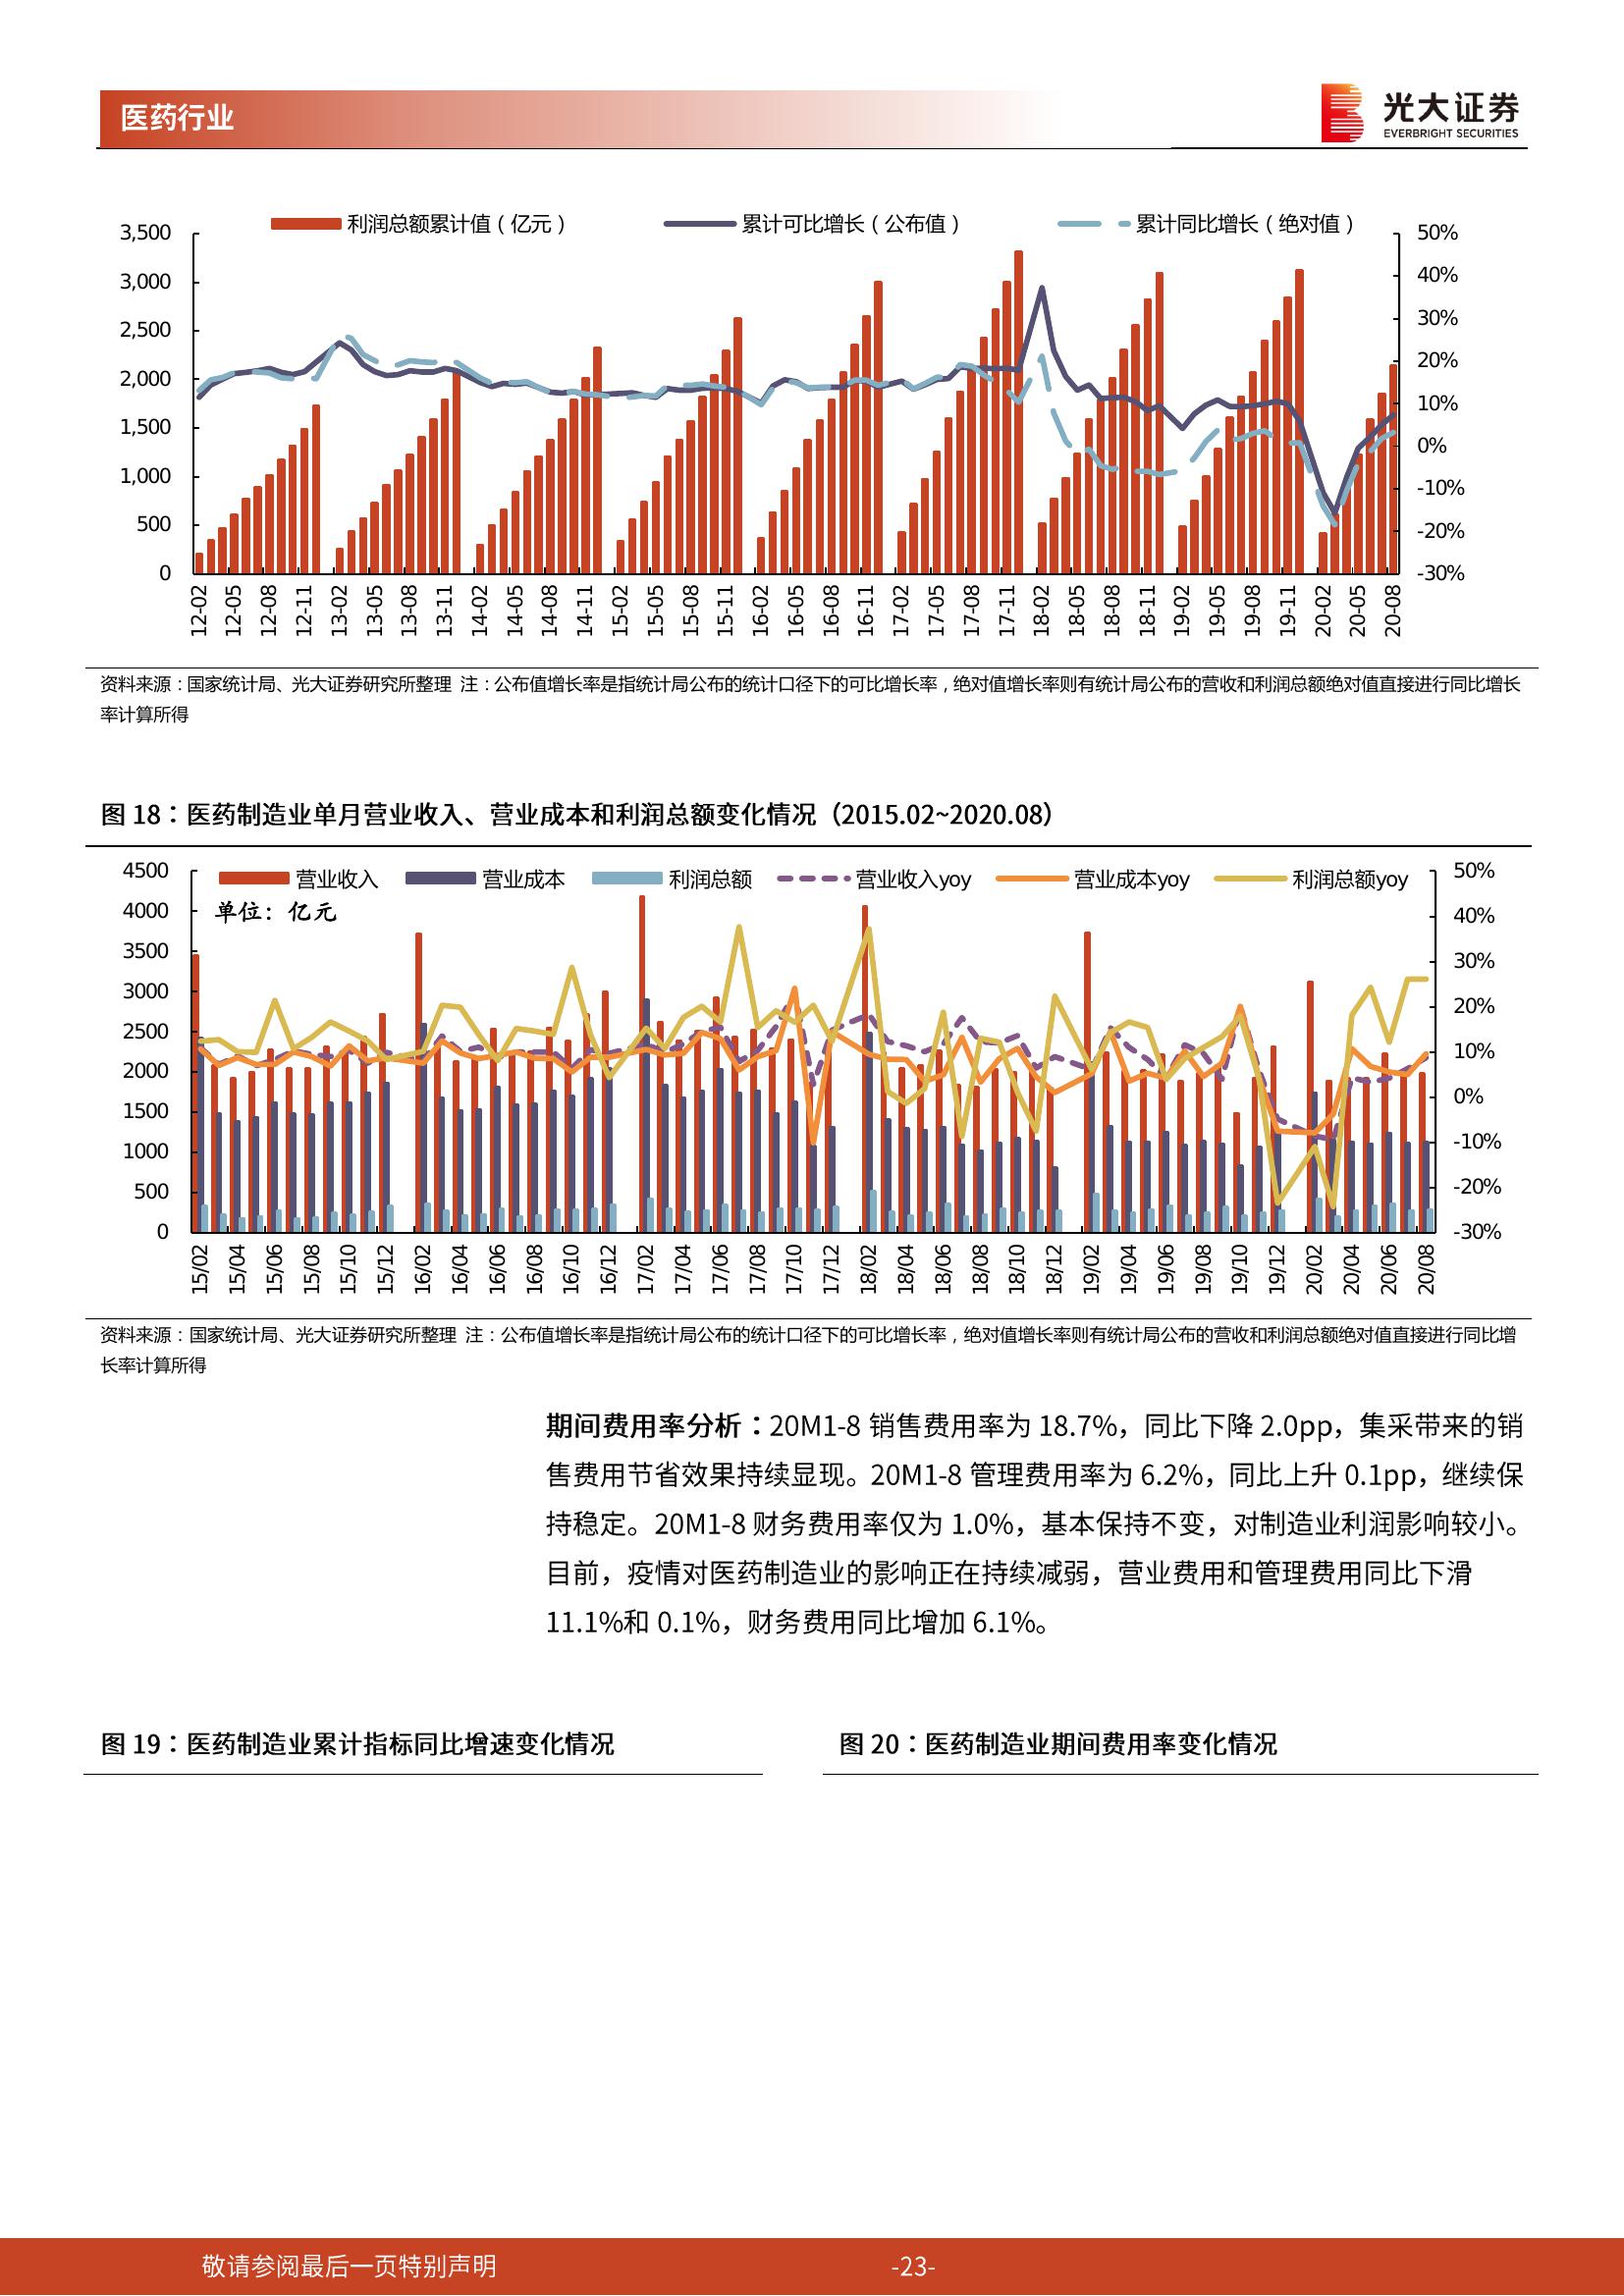 医药行业
光大证券
EVERBRIGHT SECURITIES
利润总额累计值（亿元） 累计可比增长（公布值） 累计同比增长（绝对值）
3,500
3,000
2,500
2,000
1,500
1,000
500
0
50%
40%
30%
20%
10%
0%
-10%
-20%
-30%
12-02 12-05 12-08 12-11 13-02 13-05 13-08 13-11 14-02 14-05 14-08 14-11 15-02 15-05 15-08 15-11 16-02 16-05 16-08 16-11 17-02 17-05 17-08 17-11 18-02 18-05 18-08 18-11 19-02 19-05 19-08 19-11 20-02 20-05 20-08
资料来源：国家统计局、光大证券研究所整理 注：公布值增长率是指统计局公布的统计口径下的可比增长率，绝对值增长率则有统计局公布的营收和利润总额绝对值直接进行同比增长
率计算所得
图 18：医药制造业单月营业收入、营业成本和利润总额变化情况（2015.02~2020.08）
营业收入 营业成本 利润总额 营业收入yoy 营业成本yoy 利润总额yoy
单位：亿元
4500
4000
3500
3000
2500
2000
1500
1000
500
0
50%
40%
30%
20%
10%
0%
-10%
-20%
-30%
15/02 15/04 15/06 15/08 15/10 15/12 16/02 16/04 16/06 16/08 16/10 16/12 17/02 17/04 17/06 17/08 17/10 17/12 18/02 18/04 18/06 18/08 18/10 18/12 19/02 19/04 19/06 19/08 19/10 19/12 20/02 20/04 20/06 20/08
资料来源：国家统计局、光大证券研究所整理 注：公布值增长率是指统计局公布的统计口径下的可比增长率，绝对值增长率则有统计局公布的营收和利润总额绝对值直接进行同比增
长率计算所得
期间费用率分析：20M1-8 销售费用率为 18.7%，同比下降 2.0pp，集采带来的销
售费用节省效果持续显现。20M1-8 管理费用率为 6.2%，同比上升 0.1pp，继续保
持稳定。20M1-8 财务费用率仅为 1.0%，基本保持不变，对制造业利润影响较小。
目前，疫情对医药制造业的影响正在持续减弱，营业费用和管理费用同比下滑
11.1%和 0.1%，财务费用同比增加 6.1%。
图 19：医药制造业累计指标同比增速变化情况
图 20：医药制造业期间费用率变化情况
敬请参阅最后一页特别声明
-23-